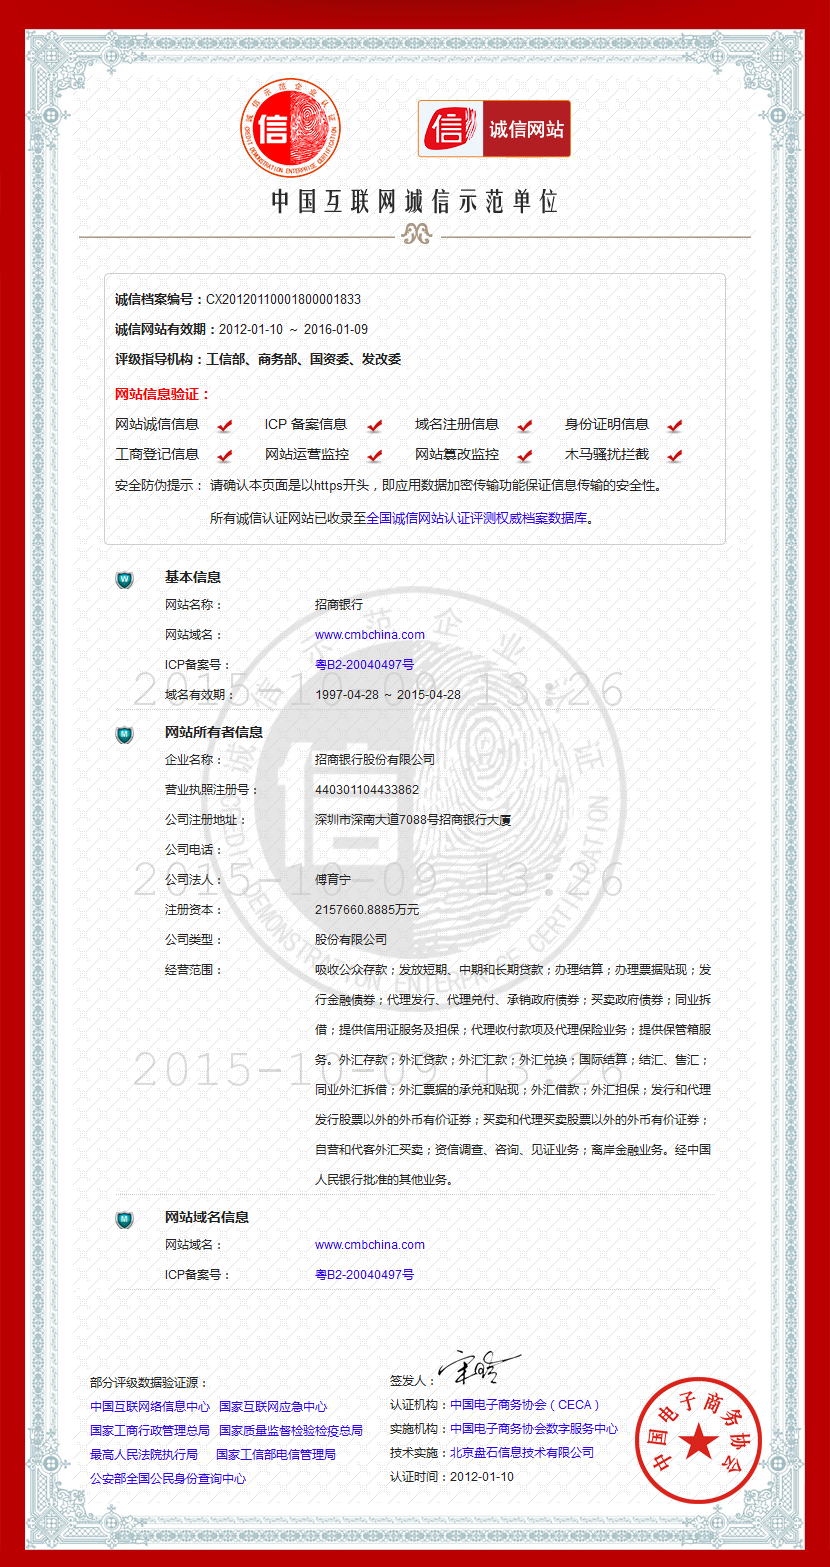 诚信示范企业认证
CREDIT DEMONSTRATION ENTERPRISE CERTIFICATION
信
信 诚信网站
中国互联网诚信示范单位
诚信档案编号：CX20120110001800001833
诚信网站有效期：2012-01-10 ～ 2016-01-09
评级指导机构：工信部、商务部、国资委、发改委
网站信息验证：
网站诚信信息 ICP 备案信息 域名注册信息 身份证明信息
工商登记信息 网站运营监控 网站篡改监控 木马骚扰拦截
安全防伪提示： 请确认本页面是以https开头，即应用数据加密传输功能保证信息传输的安全性。
所有诚信认证网站已收录至全国诚信网站认证评测权威档案数据库。
W 基本信息
网站名称： 招商银行
网站域名： www.cmbchina.com
ICP备案号： 粤B2-20040497号
2015-10-09 13:26
域名有效期： 1997-04-28 ~ 2015-04-28
M 网站所有者信息
企业名称： 招商银行股份有限公司
营业执照注册号： 440301104433862
公司注册地址： 深圳市深南大道7088号招商银行大厦
公司电话：
2015-10-09 13:26
公司法人： 傅育宁
注册资本： 2157660.8885万元
公司类型： 股份有限公司
经营范围： 吸收公众存款；发放短期、中期和长期贷款；办理结算；办理票据贴现；发
行金融债券；代理发行、代理兑付、承销政府债券；买卖政府债券；同业拆
借；提供信用证服务及担保；代理收付款项及代理保险业务；提供保管箱服
务。外汇存款；外汇贷款；外汇汇款；外汇兑换；国际结算；结汇、售汇；
2015-10-09 13:26
同业外汇拆借；外汇票据的承兑和贴现；外汇借款；外汇担保；发行和代理
发行股票以外的外币有价证券；买卖和代理买卖股票以外的外币有价证券；
自营和代客外汇买卖；资信调查、咨询、见证业务；离岸金融业务。经中国
人民银行批准的其他业务。
诚信示范企业认证
CREDIT DEMONSTRATION ENTERPRISE CERTIFICATION
信
M 网站域名信息
网站域名： www.cmbchina.com
ICP备案号： 粤B2-20040497号
部分评级数据验证源：
中国互联网络信息中心 国家互联网应急中心
国家工商行政管理总局 国家质量监督检验检疫总局
最高人民法院执行局 国家工信部电信管理局
公安部全国公民身份查询中心
签发人：
认证机构：中国电子商务协会（CECA）
实施机构：中国电子商务协会数字服务中心
技术实施：北京盘石信息技术有限公司
认证时间：2012-01-10
中国电子商务协会